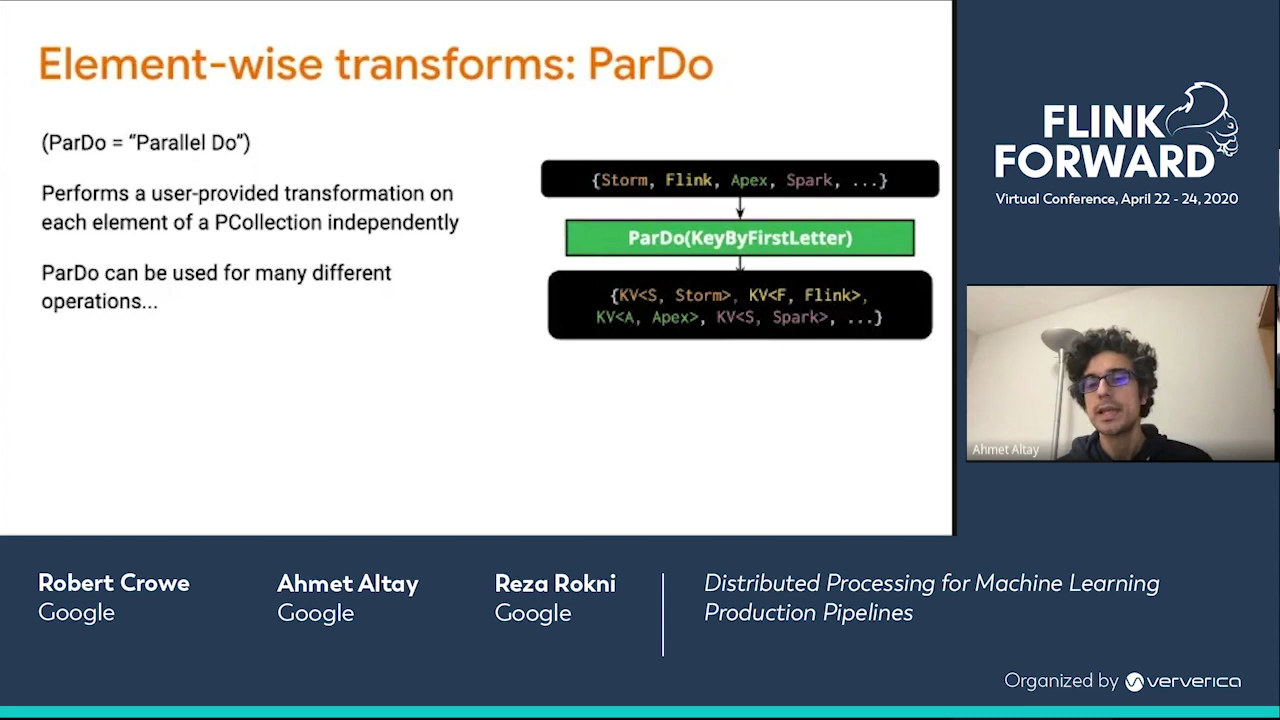 Element-wise transforms: ParDo
(ParDo = “Parallel Do”)
Performs a user-provided transformation on
each element of a PCollection independently
ParDo can be used for many different
operations...
{Storm, Flink, Apex, Spark, ...}
ParDo(KeyByFirstLetter)
{KV<S, Storm>, KV<F, Flink>,
KV<A, Apex>, KV<S, Spark>, ...}
FLINK
FORWARD
Virtual Conference, April 22 - 24, 2020
Ahmet Altay
Robert Crowe
Google
Ahmet Altay
Google
Reza Rokni
Google
Distributed Processing for Machine Learning
Production Pipelines
Organized by ververica